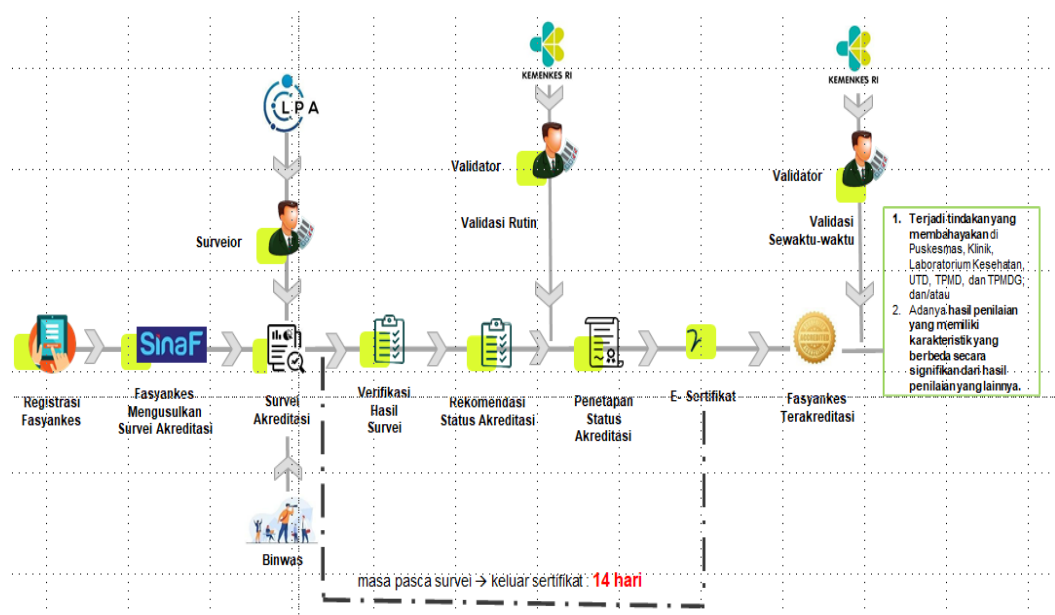 KEMENKES RI
KEMENKES RI
LPA
Validator
Validasi Rutin
Validator
Validasi
Sewaktu-waktu
Surveior
1. Terjadi tindakan yang
membahayakan di
Puskesmas, Klinik,
Laboratorium Kesehatan,
UTD, TPMD, dan TPMDG;
dan/atau
2. Adanya hasil penilaian
yang memiliki
karakteristik yang
berbeda secara
signifikan dari hasil
penilaian yang lainnya.
SinaF
Registrasi
Fasyankes
Fasyankes
Mengusulkan
Survei Akreditasi
Survei
Akreditasi
Verifikasi
Hasil
Survei
Rekomendasi
Status Akreditasi
Penetapan
Status
Akreditasi
E- Sertifikat
ACCREDITED
Fasyankes
Terakreditasi
Binwas
masa pasca survei → keluar sertifikat : 14 hari